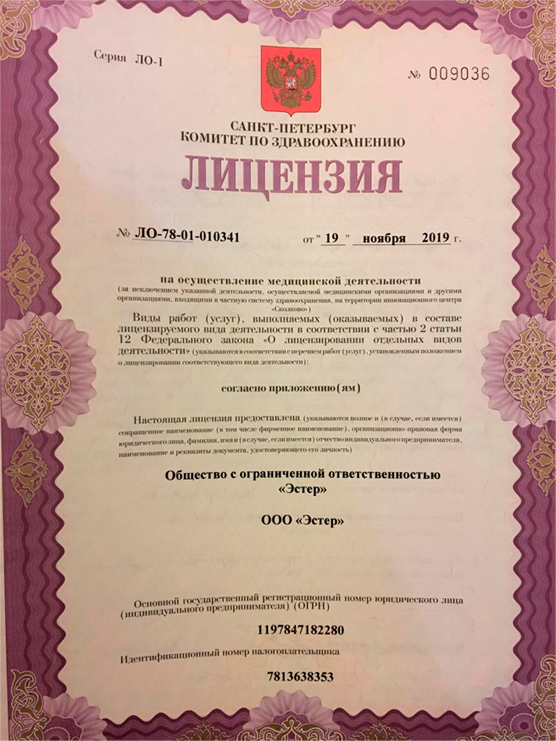 Серия ЛО-1
№ 009036
САНКТ-ПЕТЕРБУРГ
КОМИТЕТ ПО ЗДРАВООХРАНЕНИЮ
ЛИЦЕНЗИЯ
№ ЛО-78-01-010341 от " 19 " ноября 2019 г.
на осуществление медицинской деятельности
(за исключением указанной деятельности, осуществляемой медицинскими организациями и другими
организациями, входящими в частную систему здравоохранения, на территории инновационного центра
«Сколково»)
Виды работ (услуг), выполняемых (оказываемых) в составе
лицензируемого вида деятельности в соответствии с частью 2 статьи
12 Федерального закона «О лицензировании отдельных видов
деятельности» (указываются в соответствии с перечнем работ (услуг), установленным положением
о лицензировании соответствующего вида деятельности):
согласно приложению(ям)
Настоящая лицензия предоставлена (указываются полное и (в случае, если имеется)
сокращенное наименование (в том числе фирменное наименование), организационно-правовая форма
юридического лица, фамилия, имя и (в случае, если имеется) отчество индивидуального предпринимателя,
наименование и реквизиты документа, удостоверяющего его личность)
Общество с ограниченной ответственностью
«Эстер»
ООО «Эстер»
Основной государственный регистрационный номер юридического лица
(индивидуального предпринимателя) (ОГРН)
1197847182280
Идентификационный номер налогоплательщика
7813638353